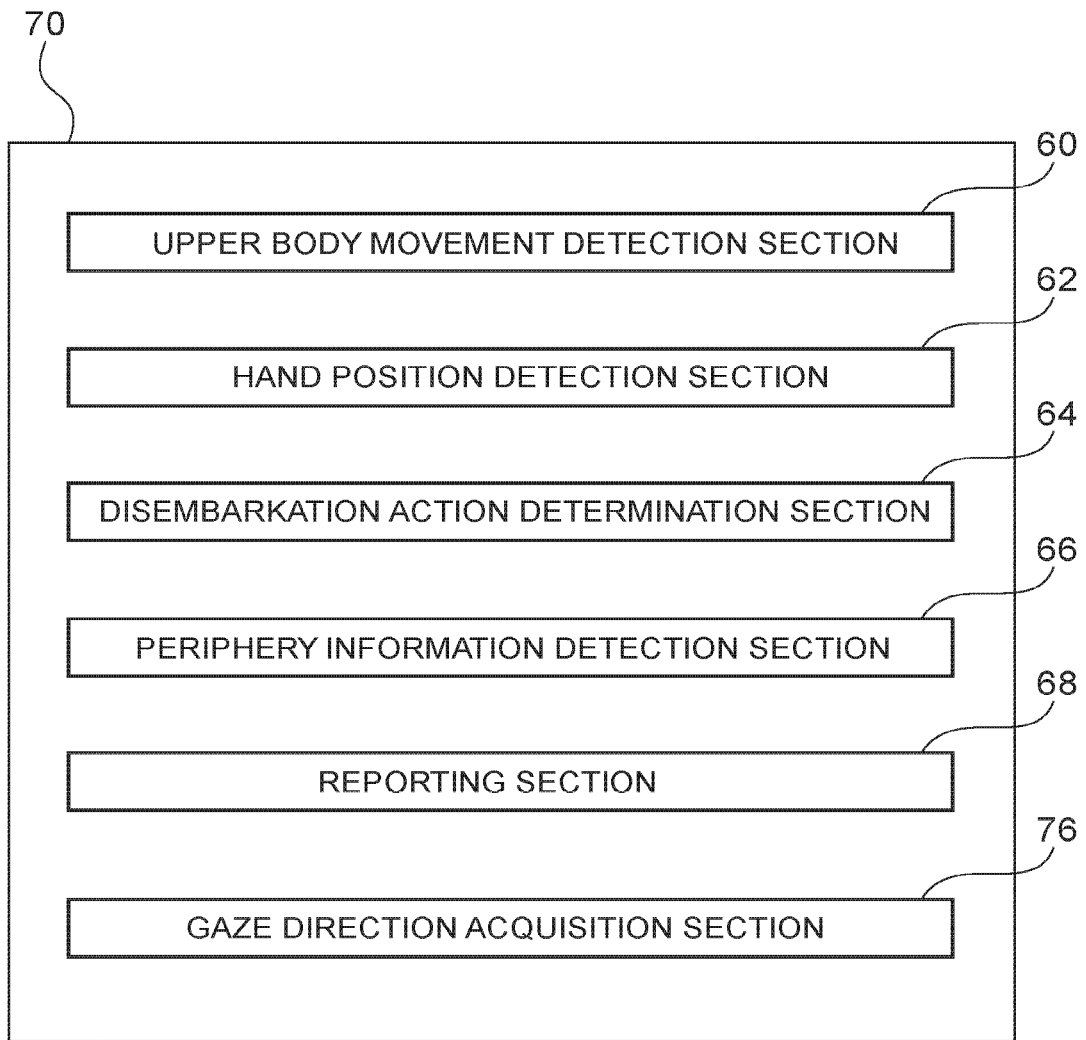 70
60
UPPER BODY MOVEMENT DETECTION SECTION
62
HAND POSITION DETECTION SECTION
64
DISEMBARKATION ACTION DETERMINATION SECTION
66
PERIPHERY INFORMATION DETECTION SECTION
68
REPORTING SECTION
76
GAZE DIRECTION ACQUISITION SECTION